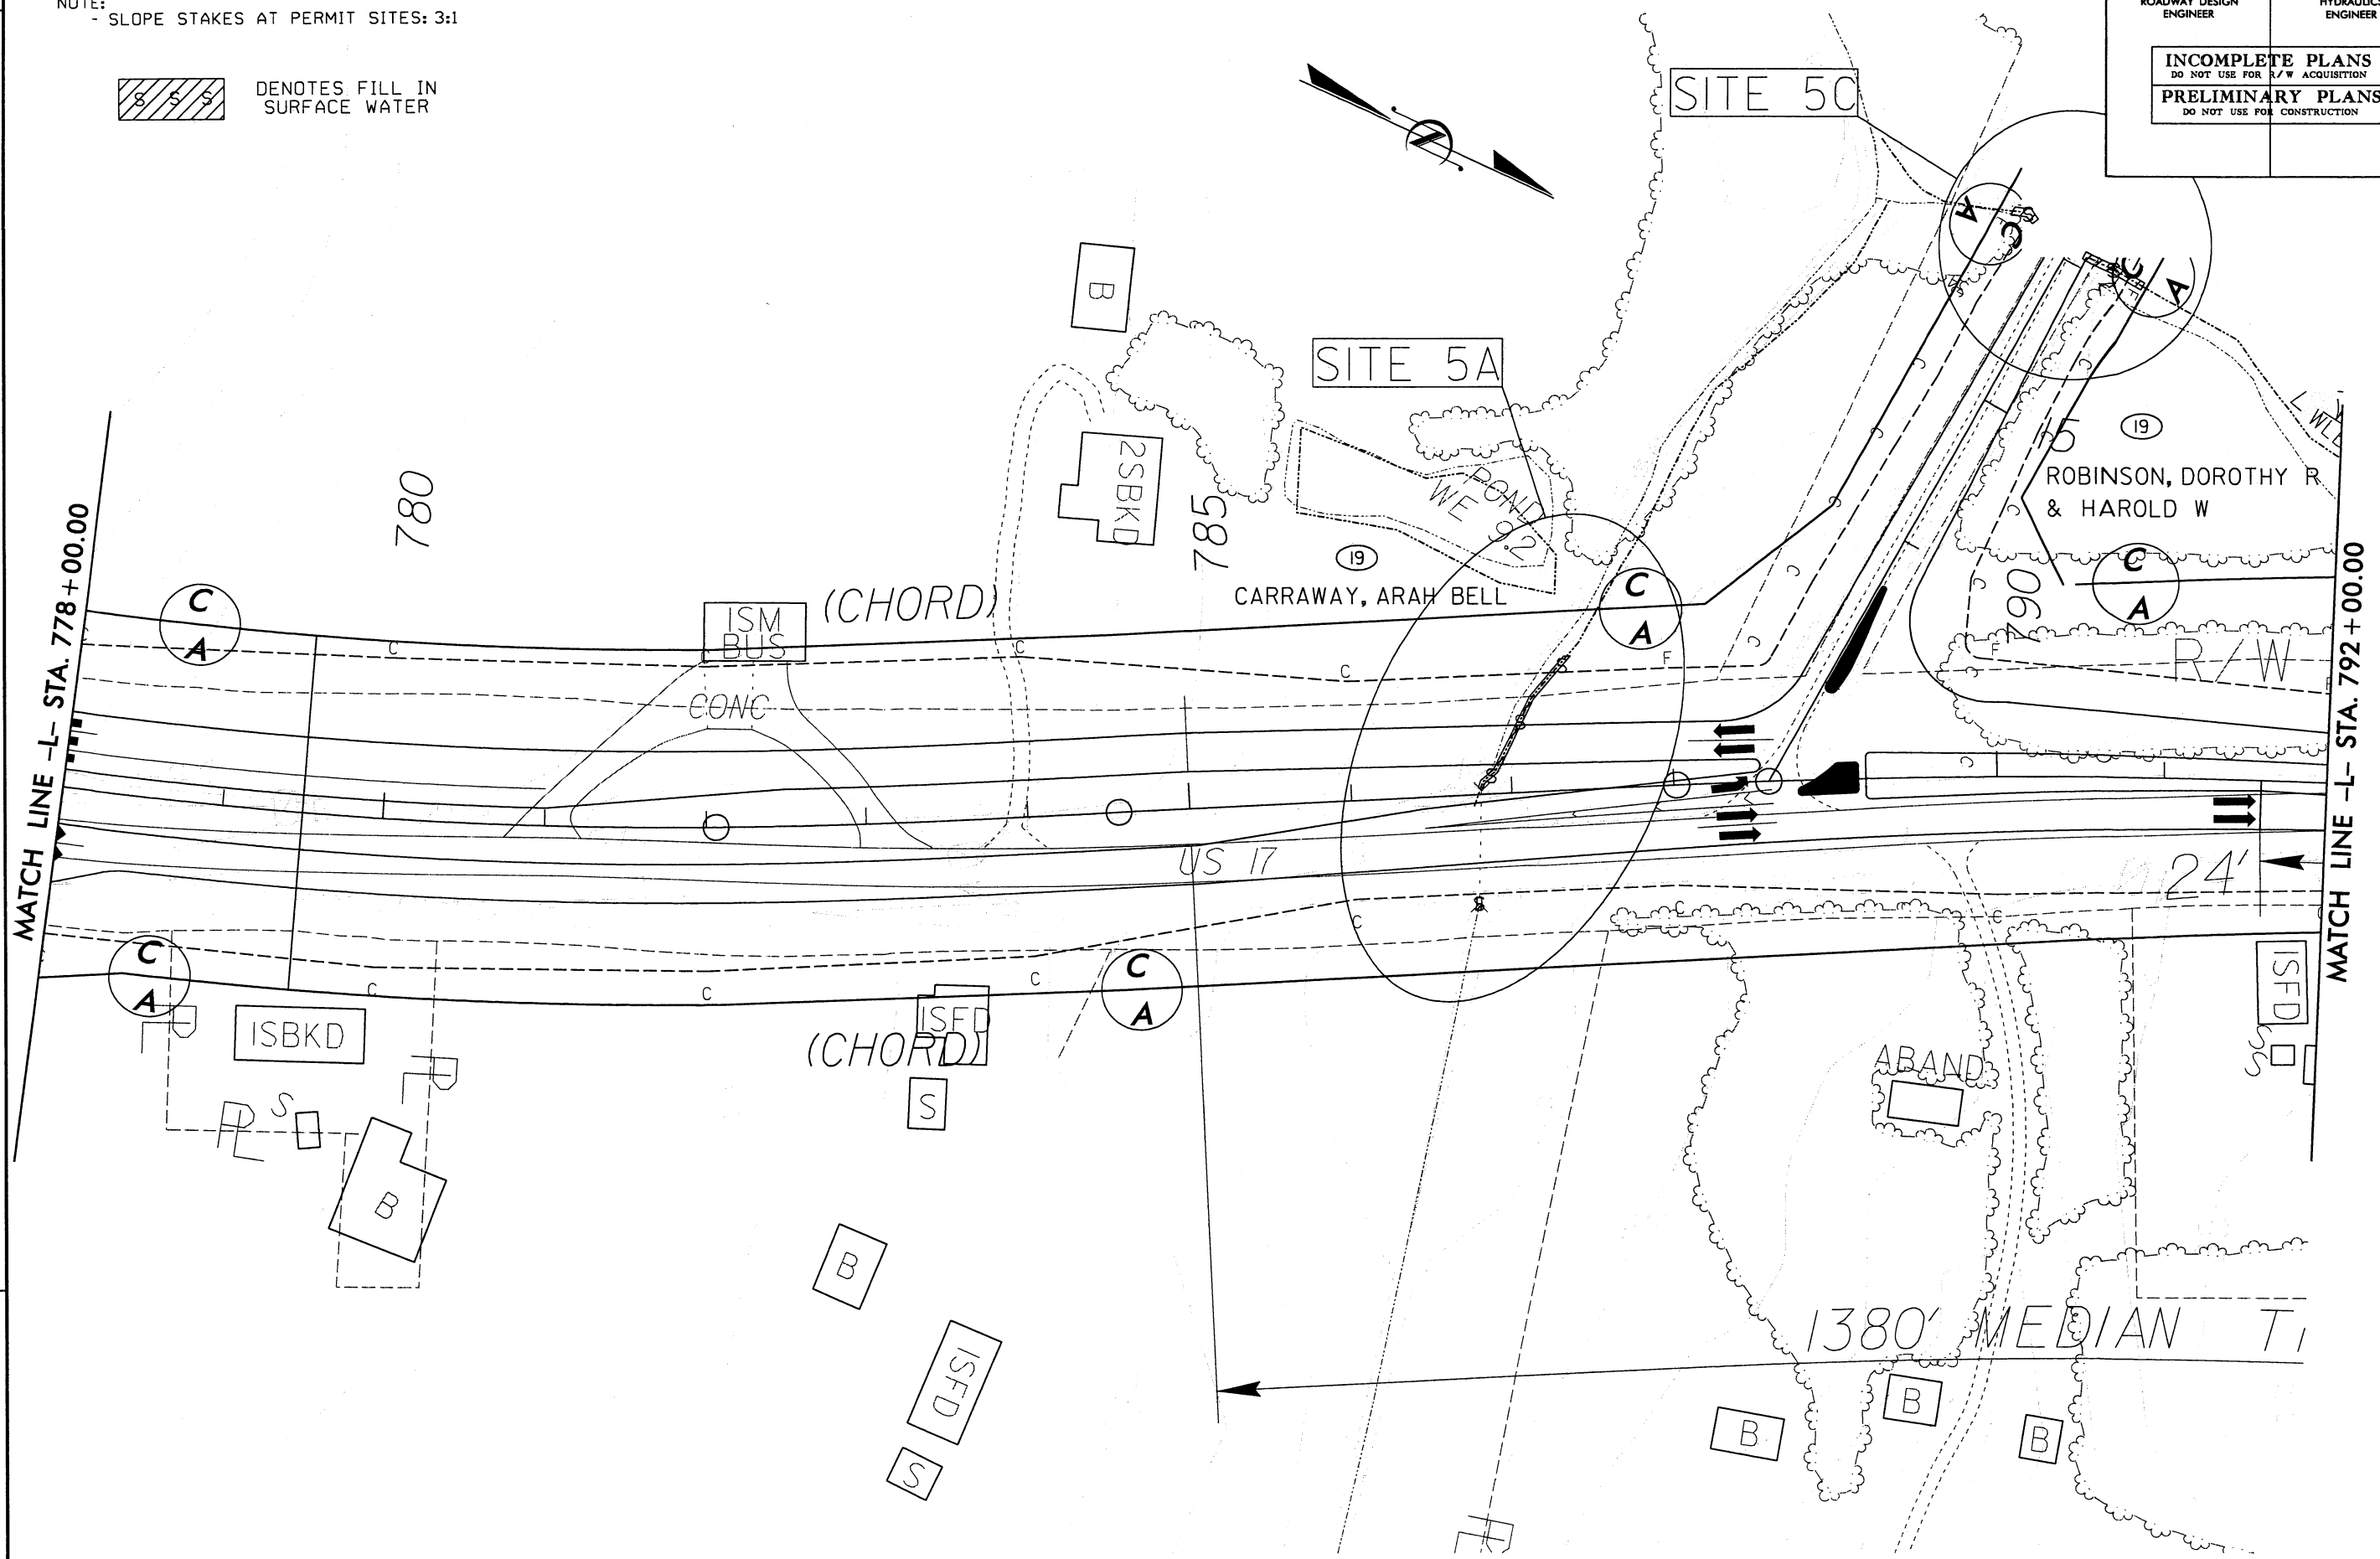 NOTE:
- SLOPE STAKES AT PERMIT SITES: 3:1
S S S
DENOTES FILL IN
SURFACE WATER
ROADWAY DESIGN
ENGINEER
HYDRAULICS
ENGINEER
INCOMPLETE PLANS
DO NOT USE FOR R/W ACQUISITION
PRELIMINARY PLANS
DO NOT USE FOR CONSTRUCTION
SITE 5C
A
C
C
A
B
SITE 5A
2SBKD
POND
WE 9.2
5
19
ROBINSON, DOROTHY R
& HAROLD W
780
785
790
19
CARRAWAY, ARAH BELL
MATCH LINE -L- STA. 778+00.00
MATCH LINE -L- STA. 792+00.00
C
A
ISM
BUS
(CHORD)
C
A
C
A
CONC
C
C
C
F
F
R/W
US 17
24'
C
A
C
A
C
C
C
C
C
C
ISBKD
ISFD
(CHORD)
S
PL
S
B
ABAND
ISFD
S
B
ISFD
S
1380' MEDIAN
B
B
B